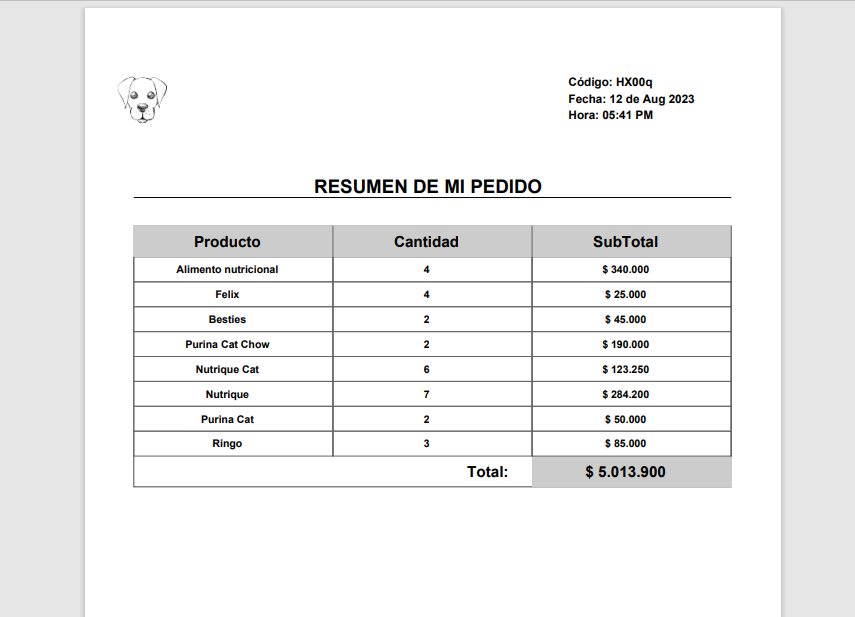 Código: HX00q
Fecha: 12 de Aug 2023
Hora: 05:41 PM
RESUMEN DE MI PEDIDO
Producto Cantidad SubTotal
Alimento nutricional 4 $ 340.000
Felix 4 $ 25.000
Besties 2 $ 45.000
Purina Cat Chow 2 $ 190.000
Nutrique Cat 6 $ 123.250
Nutrique 7 $ 284.200
Purina Cat 2 $ 50.000
Ringo 3 $ 85.000
Total: $ 5.013.900